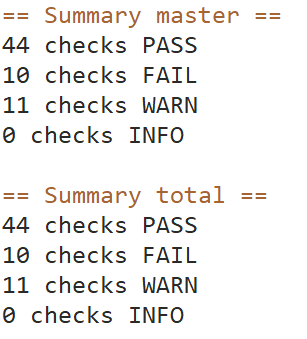 == Summary master ==
44 checks PASS
10 checks FAIL
11 checks WARN
0 checks INFO
== Summary total ==
44 checks PASS
10 checks FAIL
11 checks WARN
0 checks INFO